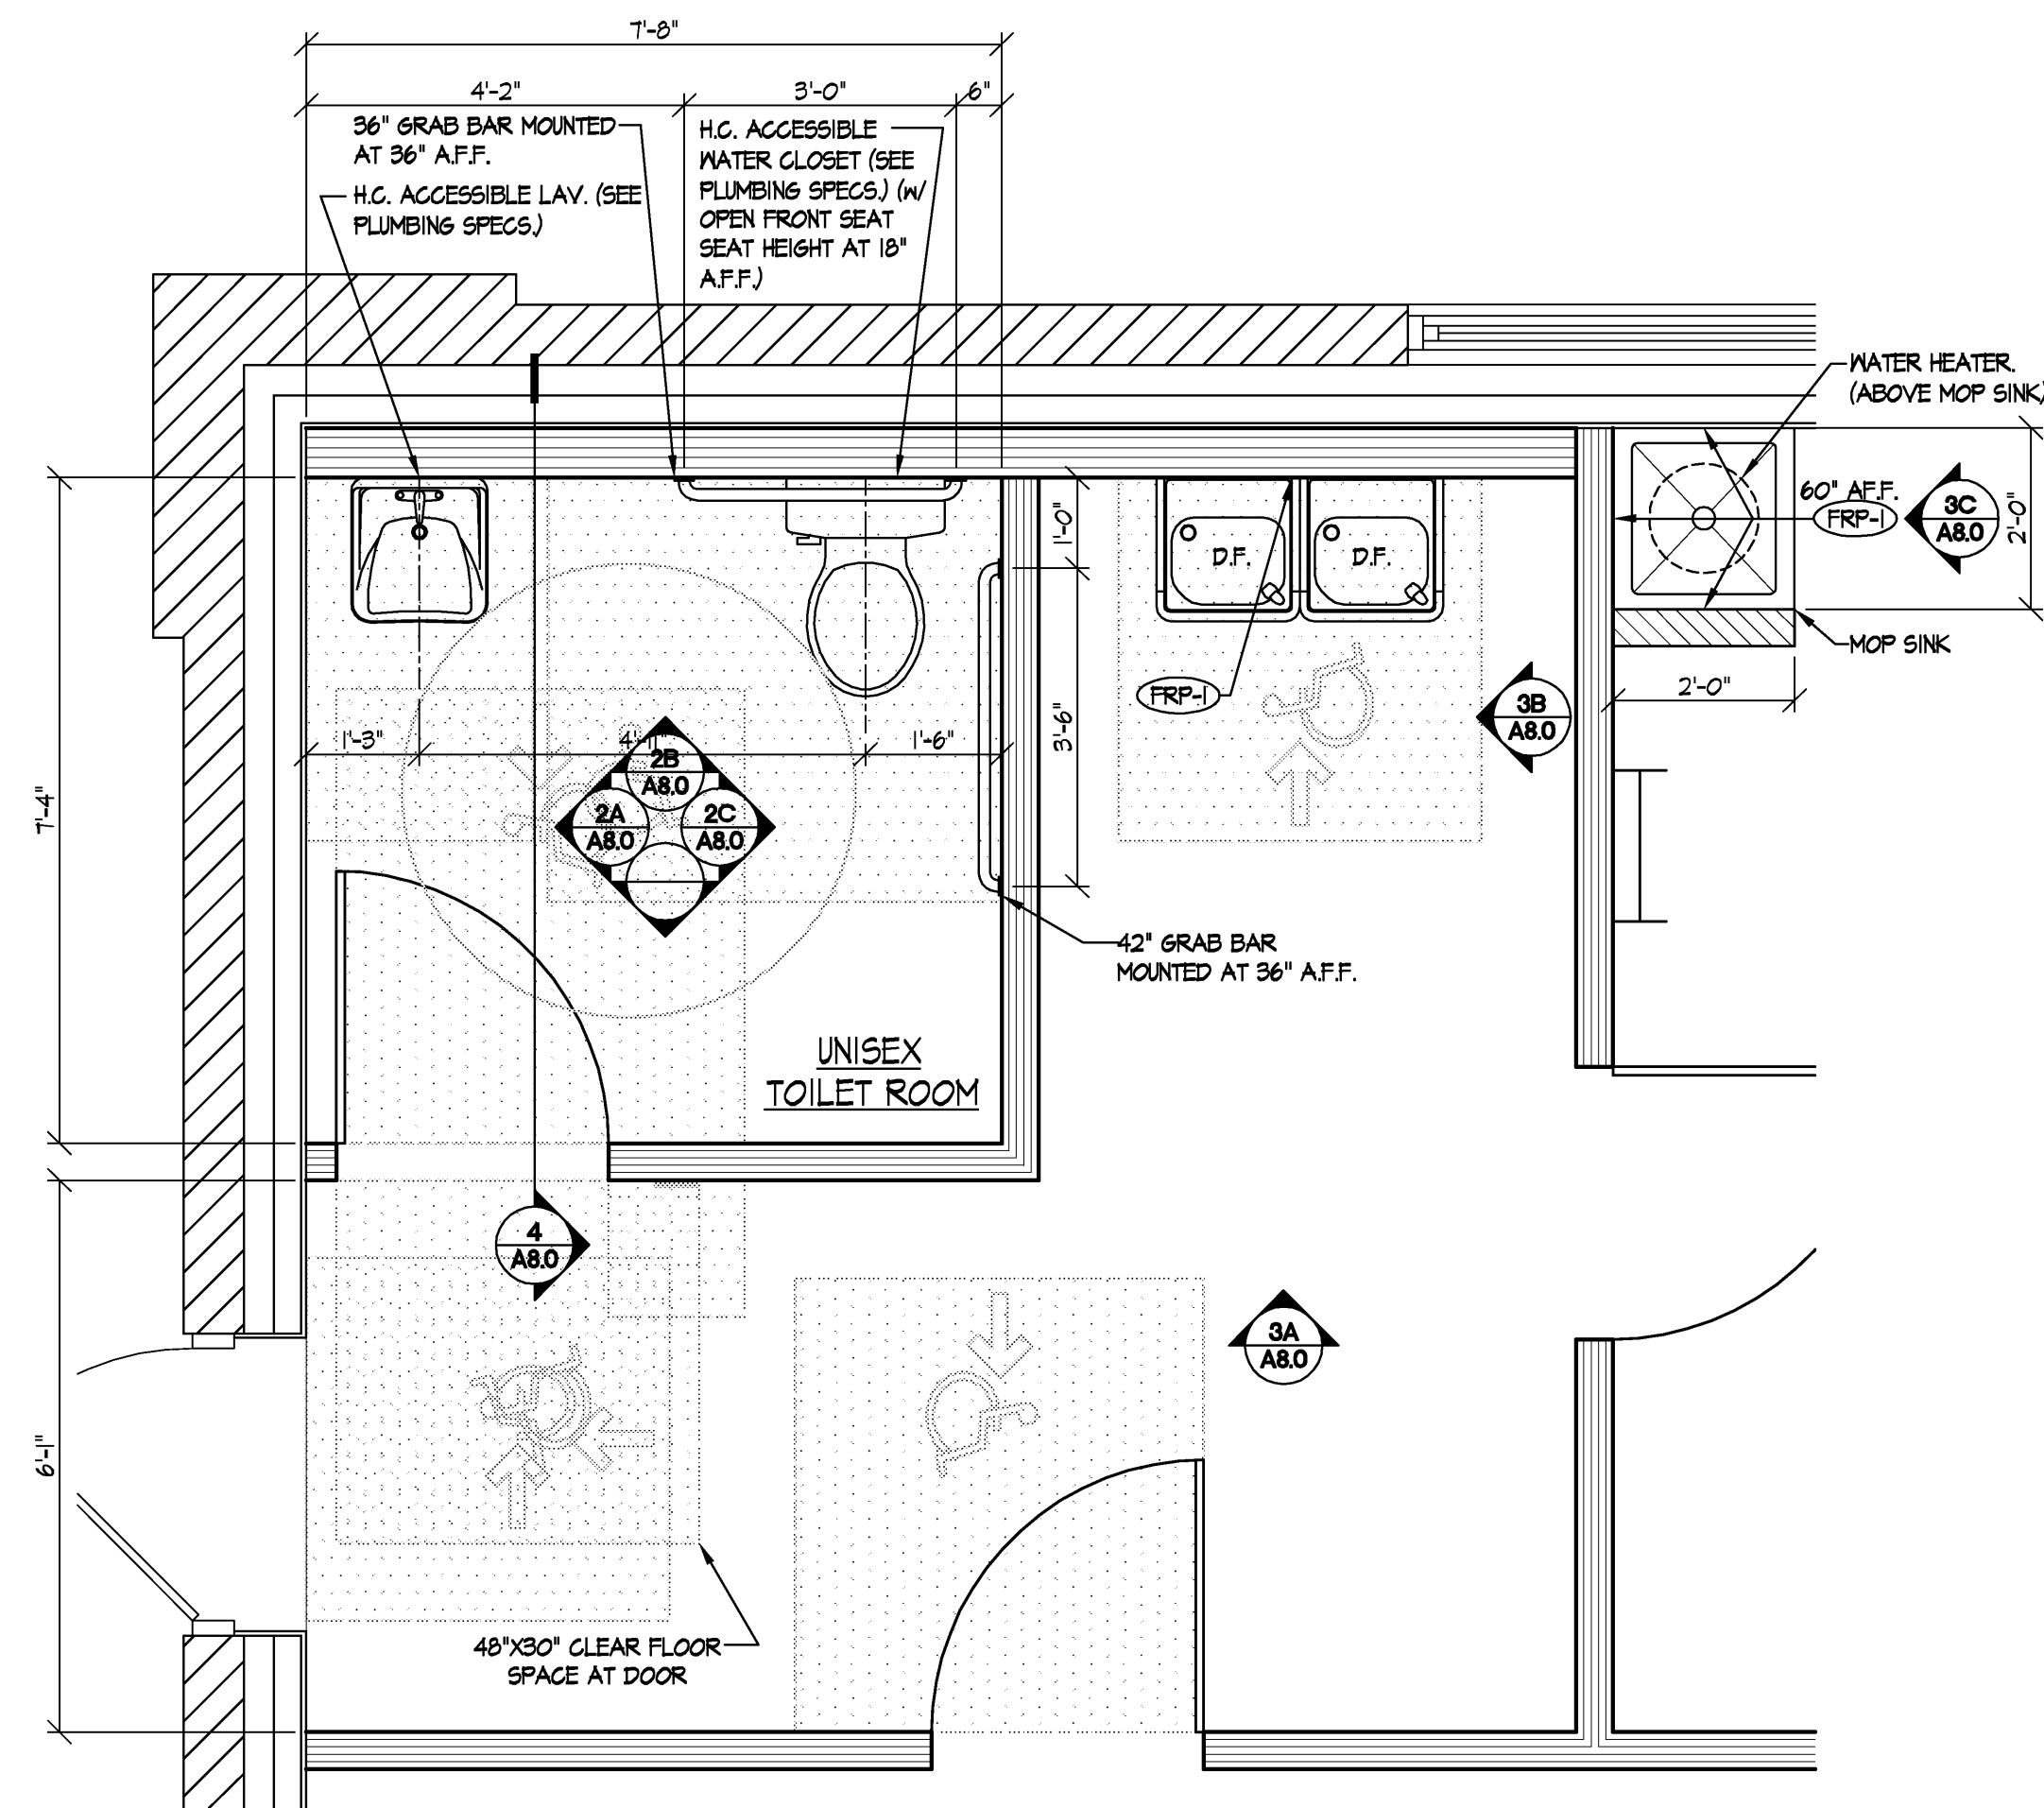 7'-8"
4'-2"
3'-0"
6"
36" GRAB BAR MOUNTED
AT 36" A.F.F.
H.C. ACCESSIBLE LAV. (SEE
PLUMBING SPECS.)
H.C. ACCESSIBLE
WATER CLOSET (SEE
PLUMBING SPECS.) (W/
OPEN FRONT SEAT
SEAT HEIGHT AT 18"
A.F.F.)
WATER HEATER.
(ABOVE MOP SINK)
60" AF.F.
FRP-1
3C
A8.0
2'-0"
MOP SINK
2'-0"
1'-0"
D.F.
D.F.
FRP-1
3B
A8.0
3'-6"
1'-3"
4'-11"
1'-6"
2B
A8.0
2A
A8.0
2C
A8.0
7'-4"
42" GRAB BAR
MOUNTED AT 36" A.F.F.
UNISEX
TOILET ROOM
4
A8.0
3A
A8.0
6'-1"
48"X30" CLEAR FLOOR
SPACE AT DOOR